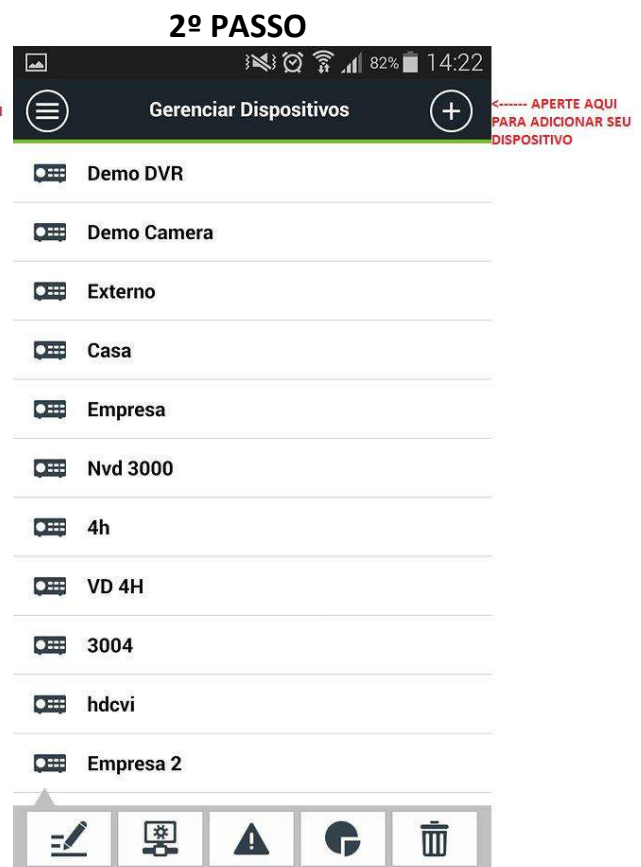 2º PASSO
82% 14:22
Gerenciar Dispositivos
<------ APERTE AQUI
PARA ADICIONAR SEU
DISPOSITIVO
Demo DVR
Demo Camera
Externo
Casa
Empresa
Nvd 3000
4h
VD 4H
3004
hdcvi
Empresa 2